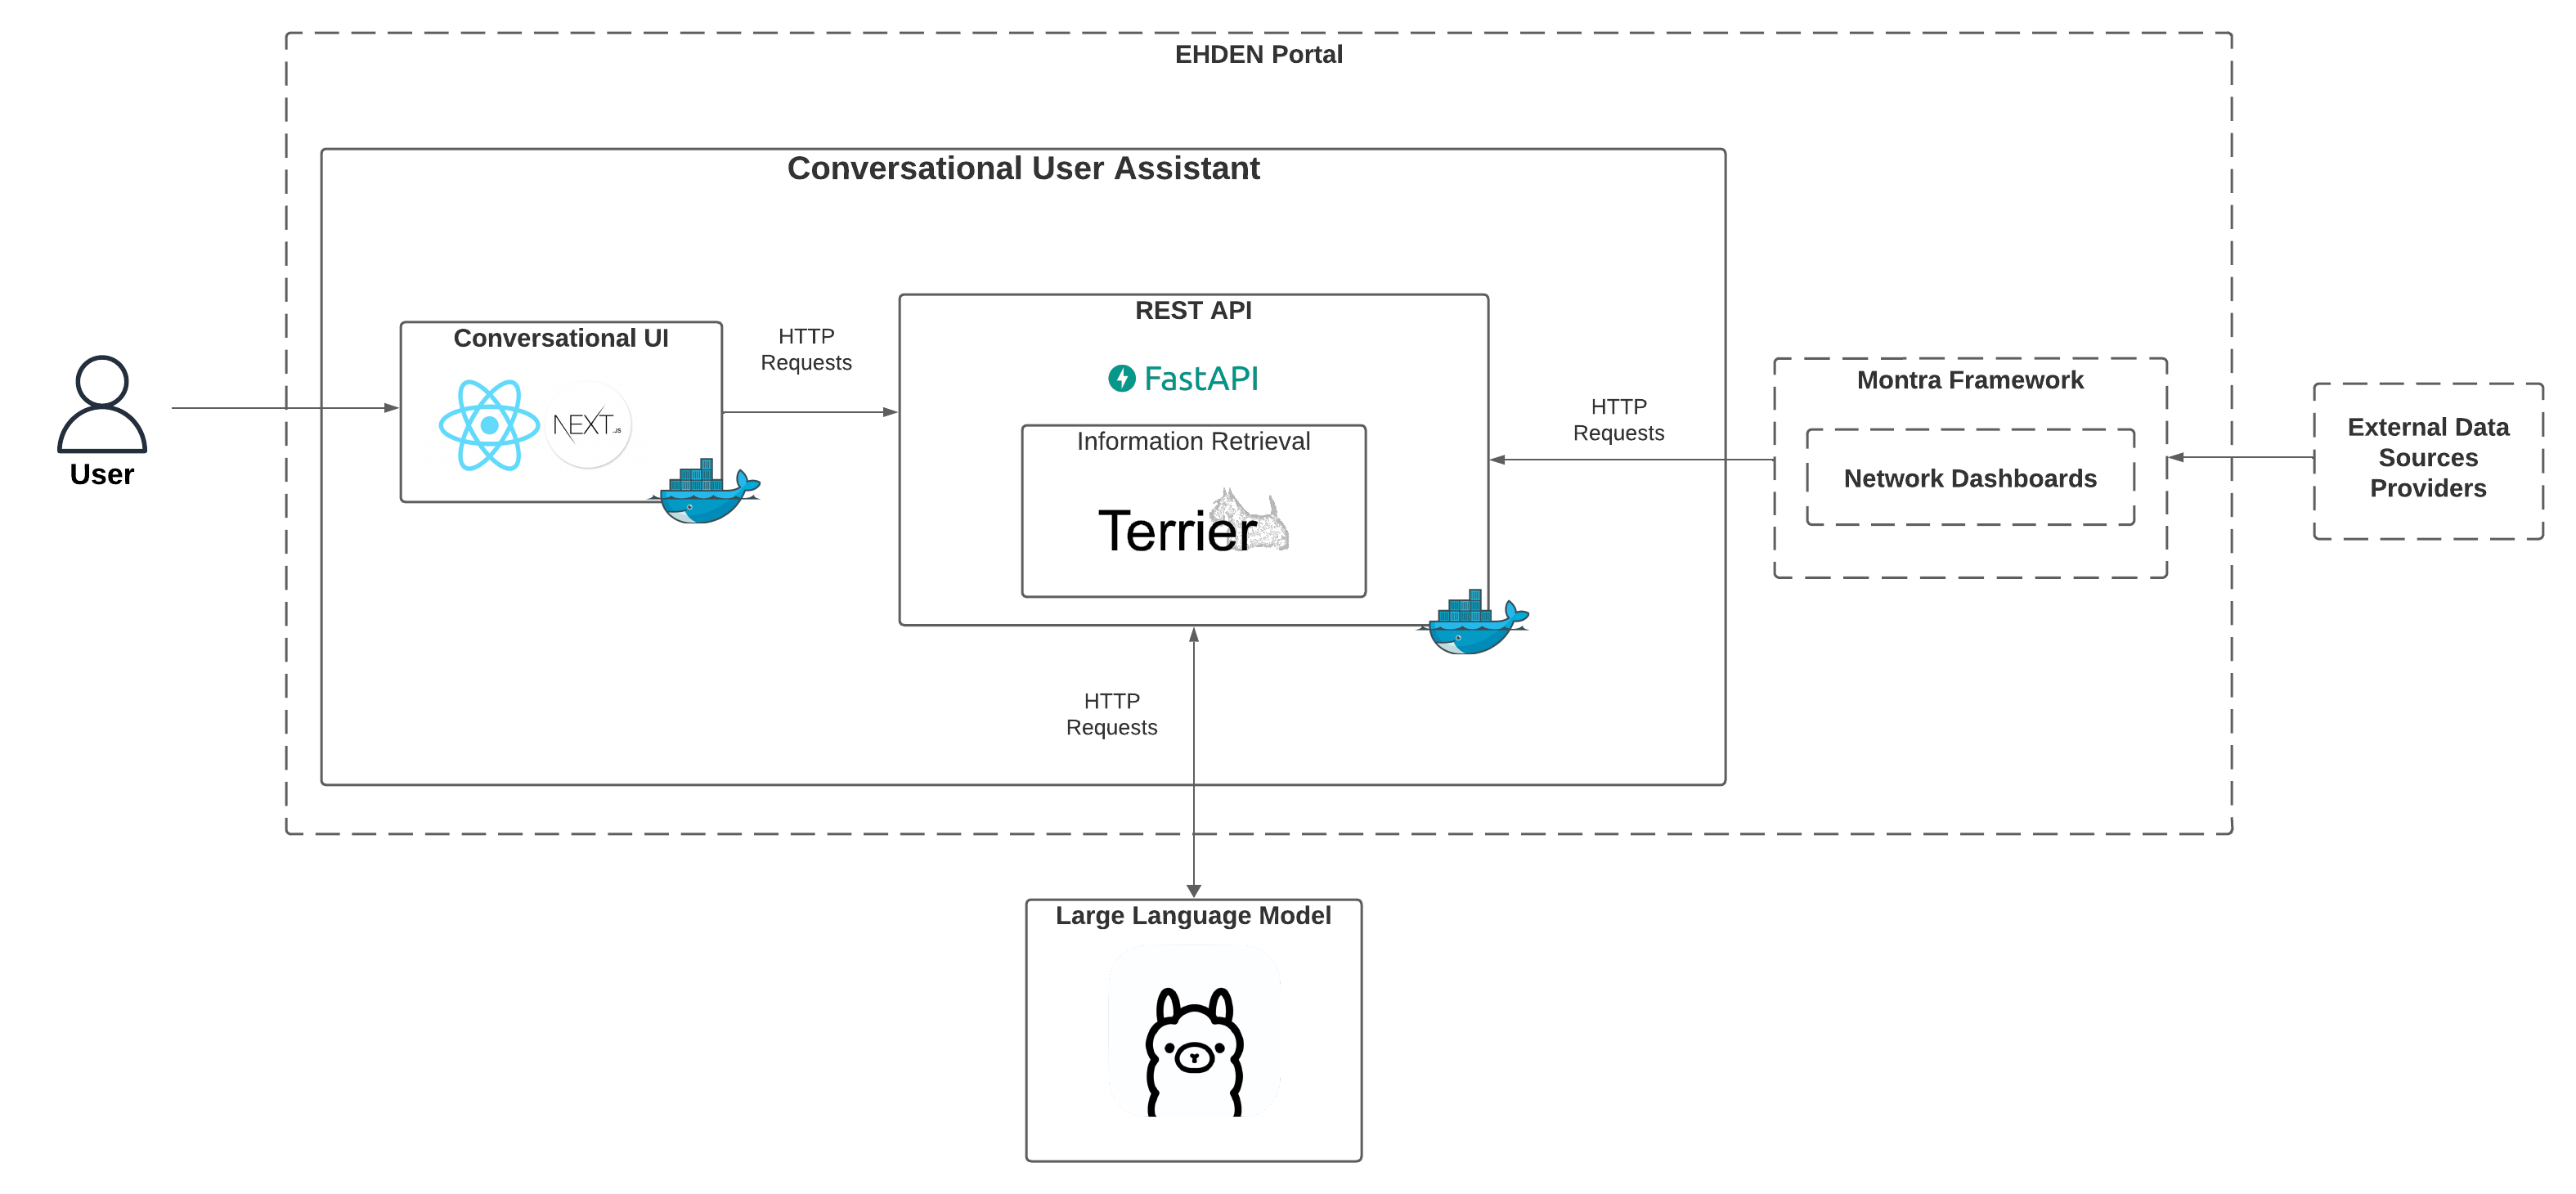 EHDEN Portal
Conversational User Assistant
User
Conversational UI
NEXT.JS
HTTP
Requests
REST API
FastAPI
Information Retrieval
Terrier
HTTP
Requests
Montra Framework
Network Dashboards
External Data
Sources
Providers
HTTP
Requests
Large Language Model